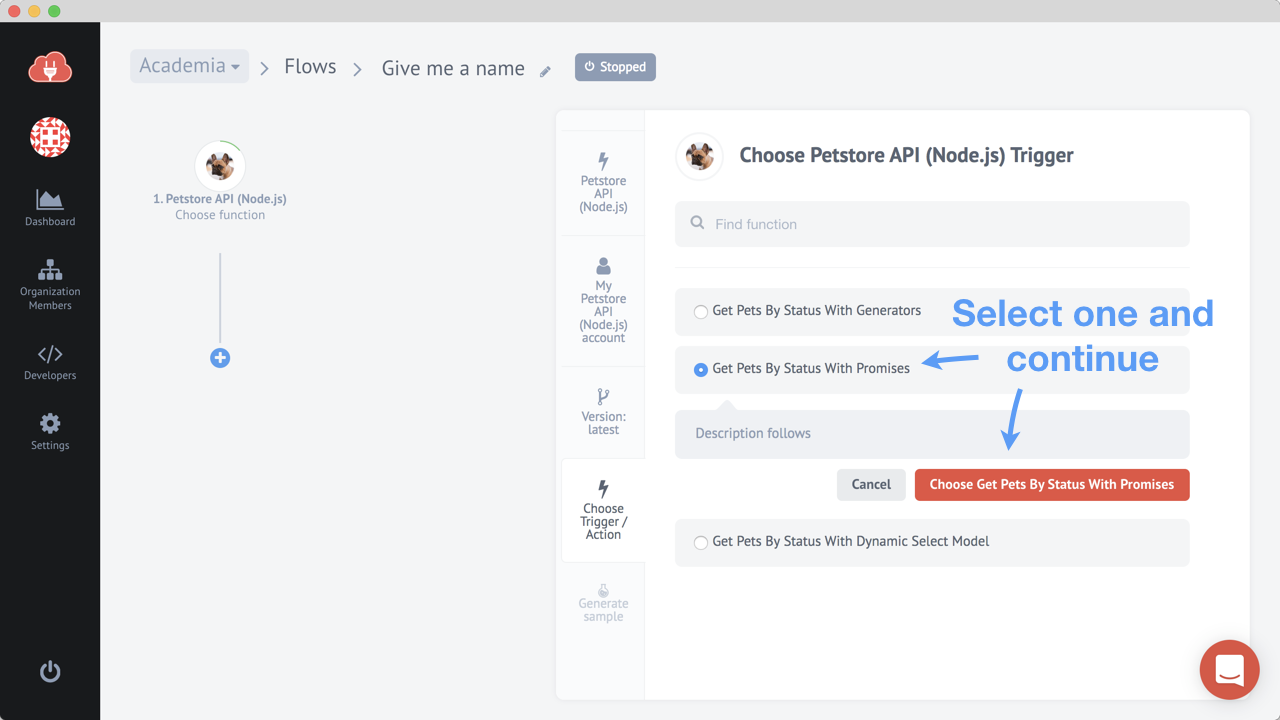 Academia
Flows
Give me a name
Stopped
Dashboard
Organization
Members
Developers
Settings
1. Petstore API (Node.js)
Choose function
Petstore
API
(Node.js)
My
Petstore
API
(Node.js)
account
Version:
latest
Choose
Trigger /
Action
Generate
sample
Choose Petstore API (Node.js) Trigger
Find function
Get Pets By Status With Generators
Get Pets By Status With Promises
Select one and
continue
Description follows
Cancel
Choose Get Pets By Status With Promises
Get Pets By Status With Dynamic Select Model